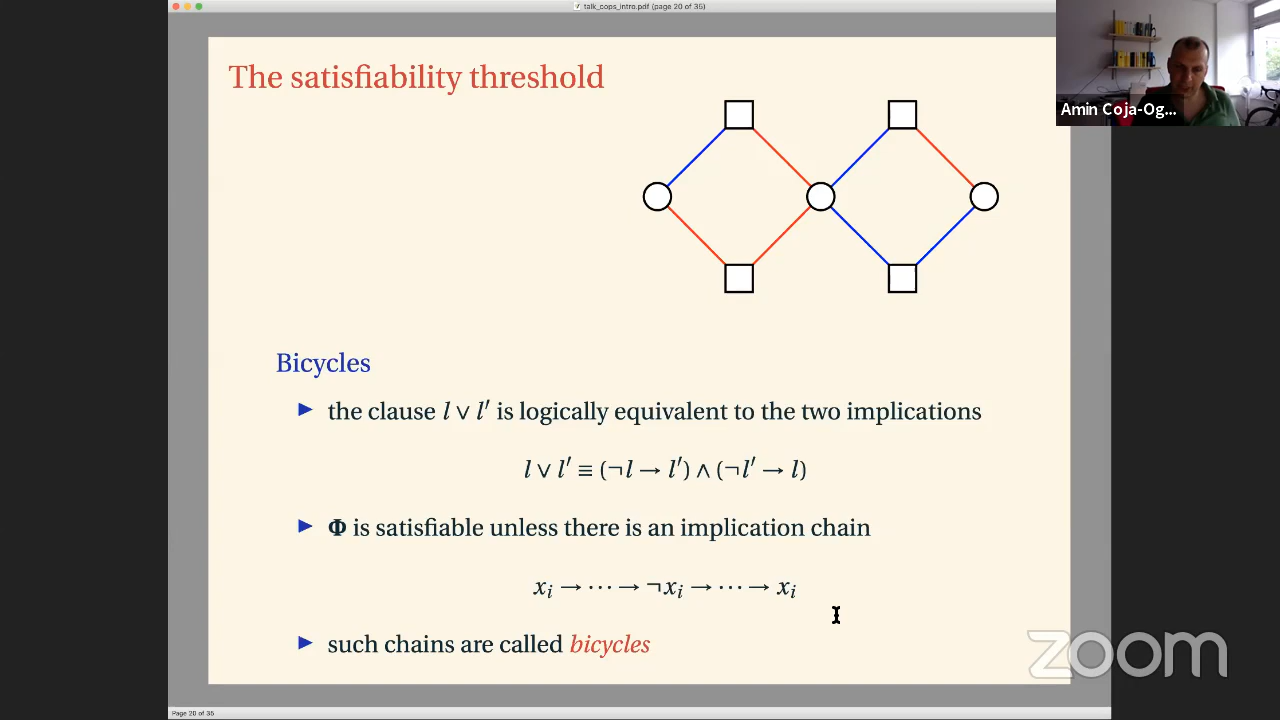 talk_cops_intro.pdf (page 20 of 35)
The satisfiability threshold
Amin Coja-Og...
Bicycles
▶ the clause l ∨ l′ is logically equivalent to the two implications
l ∨ l′ ≡ (¬l → l′) ∧ (¬l′ → l)
▶ Φ is satisfiable unless there is an implication chain
xᵢ → ⋯ → ¬xᵢ → ⋯ → xᵢ
▶ such chains are called bicycles
zoom
Page 20 of 35